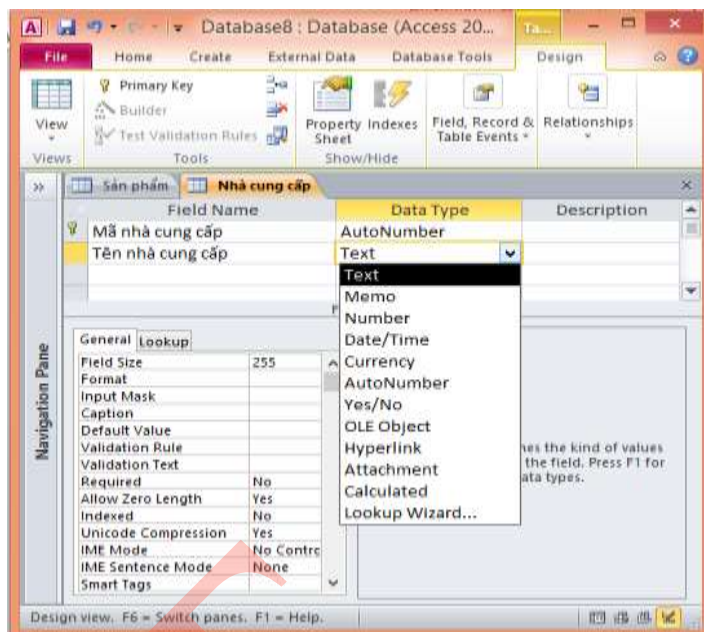 Database8 : Database (Access 20... Ta...
File Home Create External Data Database Tools Design
View
Views
Primary Key
Builder
Test Validation Rules
Tools
Property Sheet
Indexes
Show/Hide
Field, Record & Table Events
Relationships
Sản phẩm Nhà cung cấp
Field Name Data Type Description
Mã nhà cung cấp AutoNumber
Tên nhà cung cấp Text
Text
Memo
Number
Date/Time
Currency
AutoNumber
Yes/No
OLE Object
Hyperlink
Attachment
Calculated
Lookup Wizard...
General Lookup
Field Size 255
Format
Input Mask
Caption
Default Value
Validation Rule
Validation Text
Required No
Allow Zero Length Yes
Indexed No
Unicode Compression Yes
IME Mode No Contro
IME Sentence Mode None
Smart Tags
the kind of values
the field. Press F1 for
ata types.
Navigation Pane
Design view. F6 = Switch panes. F1 = Help.